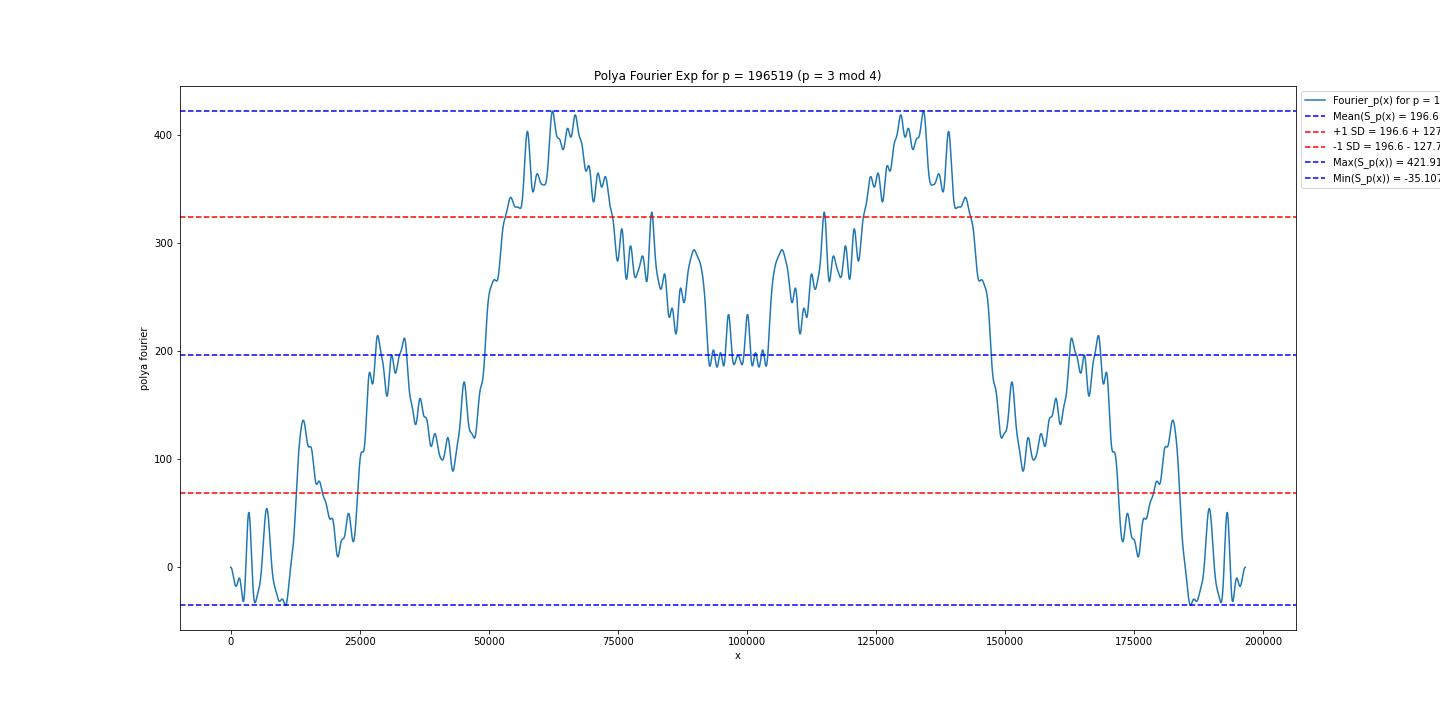 Polya Fourier Exp for p = 196519 (p = 3 mod 4)
Fourier_p(x) for p = 1
Mean(S_p(x) = 196.6
+1 SD = 196.6 + 127
-1 SD = 196.6 - 127.7
Max(S_p(x)) = 421.91
Min(S_p(x)) = -35.107
polya fourier
400
300
200
100
0
0 25000 50000 75000 100000 125000 150000 175000 200000
x